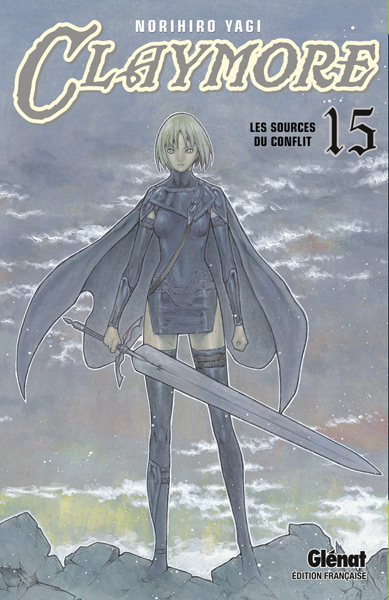 NORIHIRO YAGI
CLAYMORE
LES SOURCES
DU CONFLIT
15
Glénat
ÉDITION FRANÇAISE